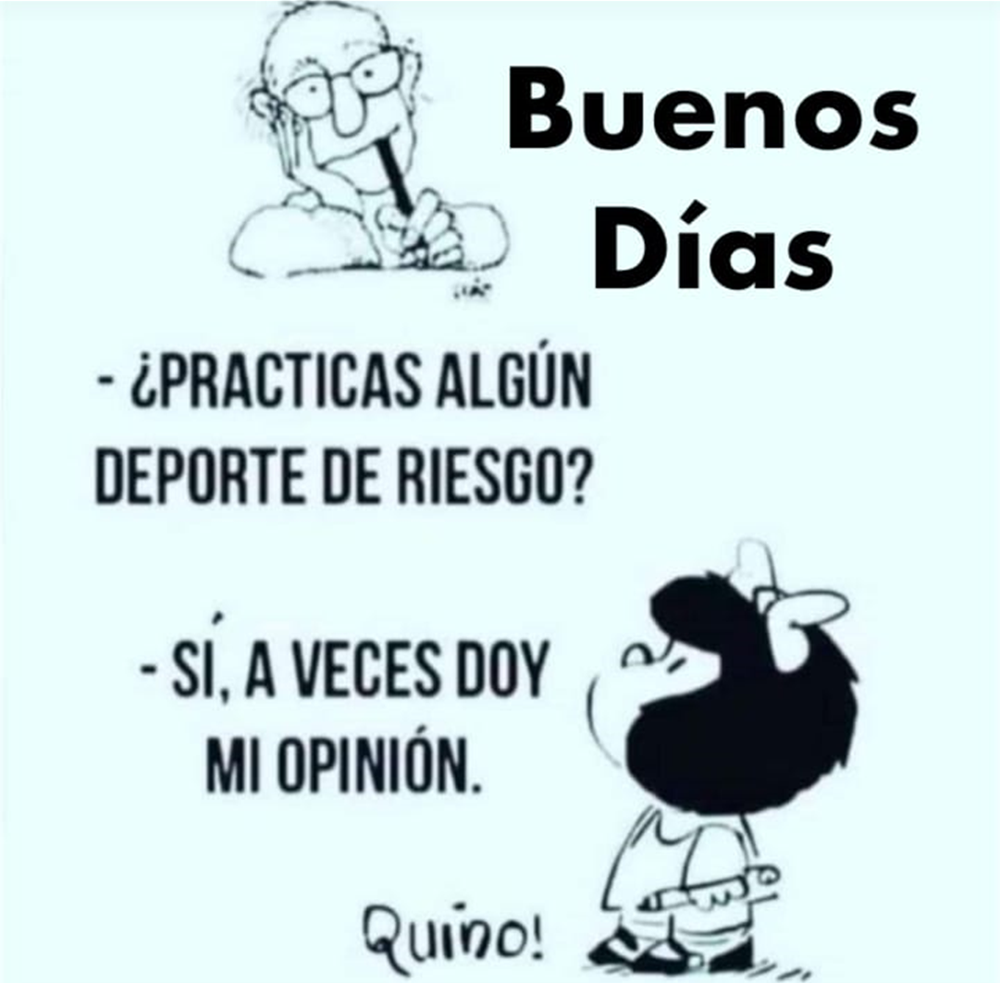 Buenos
Días
- ¿PRACTICAS ALGÚN
DEPORTE DE RIESGO?
- SÍ, A VECES DOY
MI OPINIÓN.
Quino!